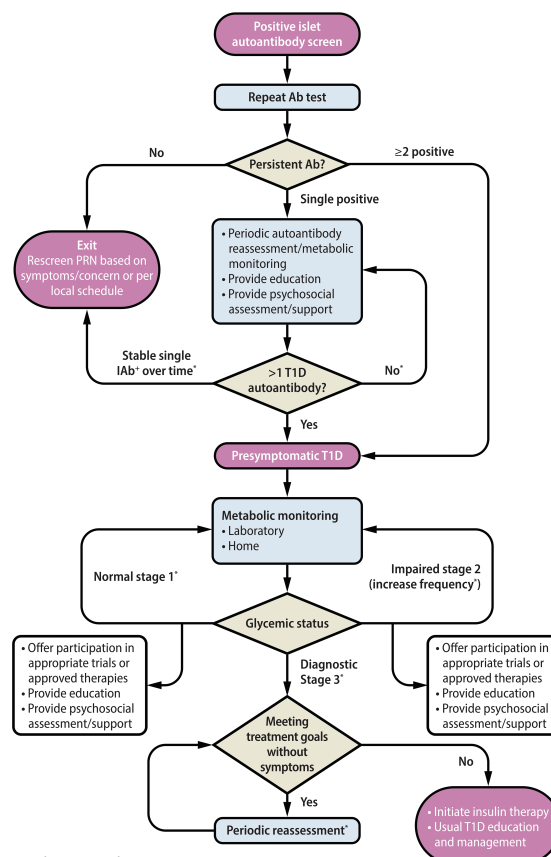 Positive islet
autoantibody screen
Repeat Ab test
No
≥2 positive
Persistent Ab?
Single positive
Exit
Rescreen PRN based on
symptoms/concern or per
local schedule
• Periodic autoantibody
reassessment/metabolic
monitoring
• Provide education
• Provide psychosocial
assessment/support
Stable single
IAb⁺ over time*
>1 T1D
autoantibody?
No*
Yes
Presymptomatic T1D
Metabolic monitoring
• Laboratory
• Home
Normal stage 1*
Impaired stage 2
(increase frequency*)
Glycemic status
• Offer participation in
appropriate trials or
approved therapies
• Provide education
• Provide psychosocial
assessment/support
Diagnostic
Stage 3*
• Offer participation in
appropriate trials or
approved therapies
• Provide education
• Provide psychosocial
assessment/support
Meeting
treatment goals
without
symptoms
No
Yes
Periodic reassessment*
• Initiate insulin therapy
• Usual T1D education
and management